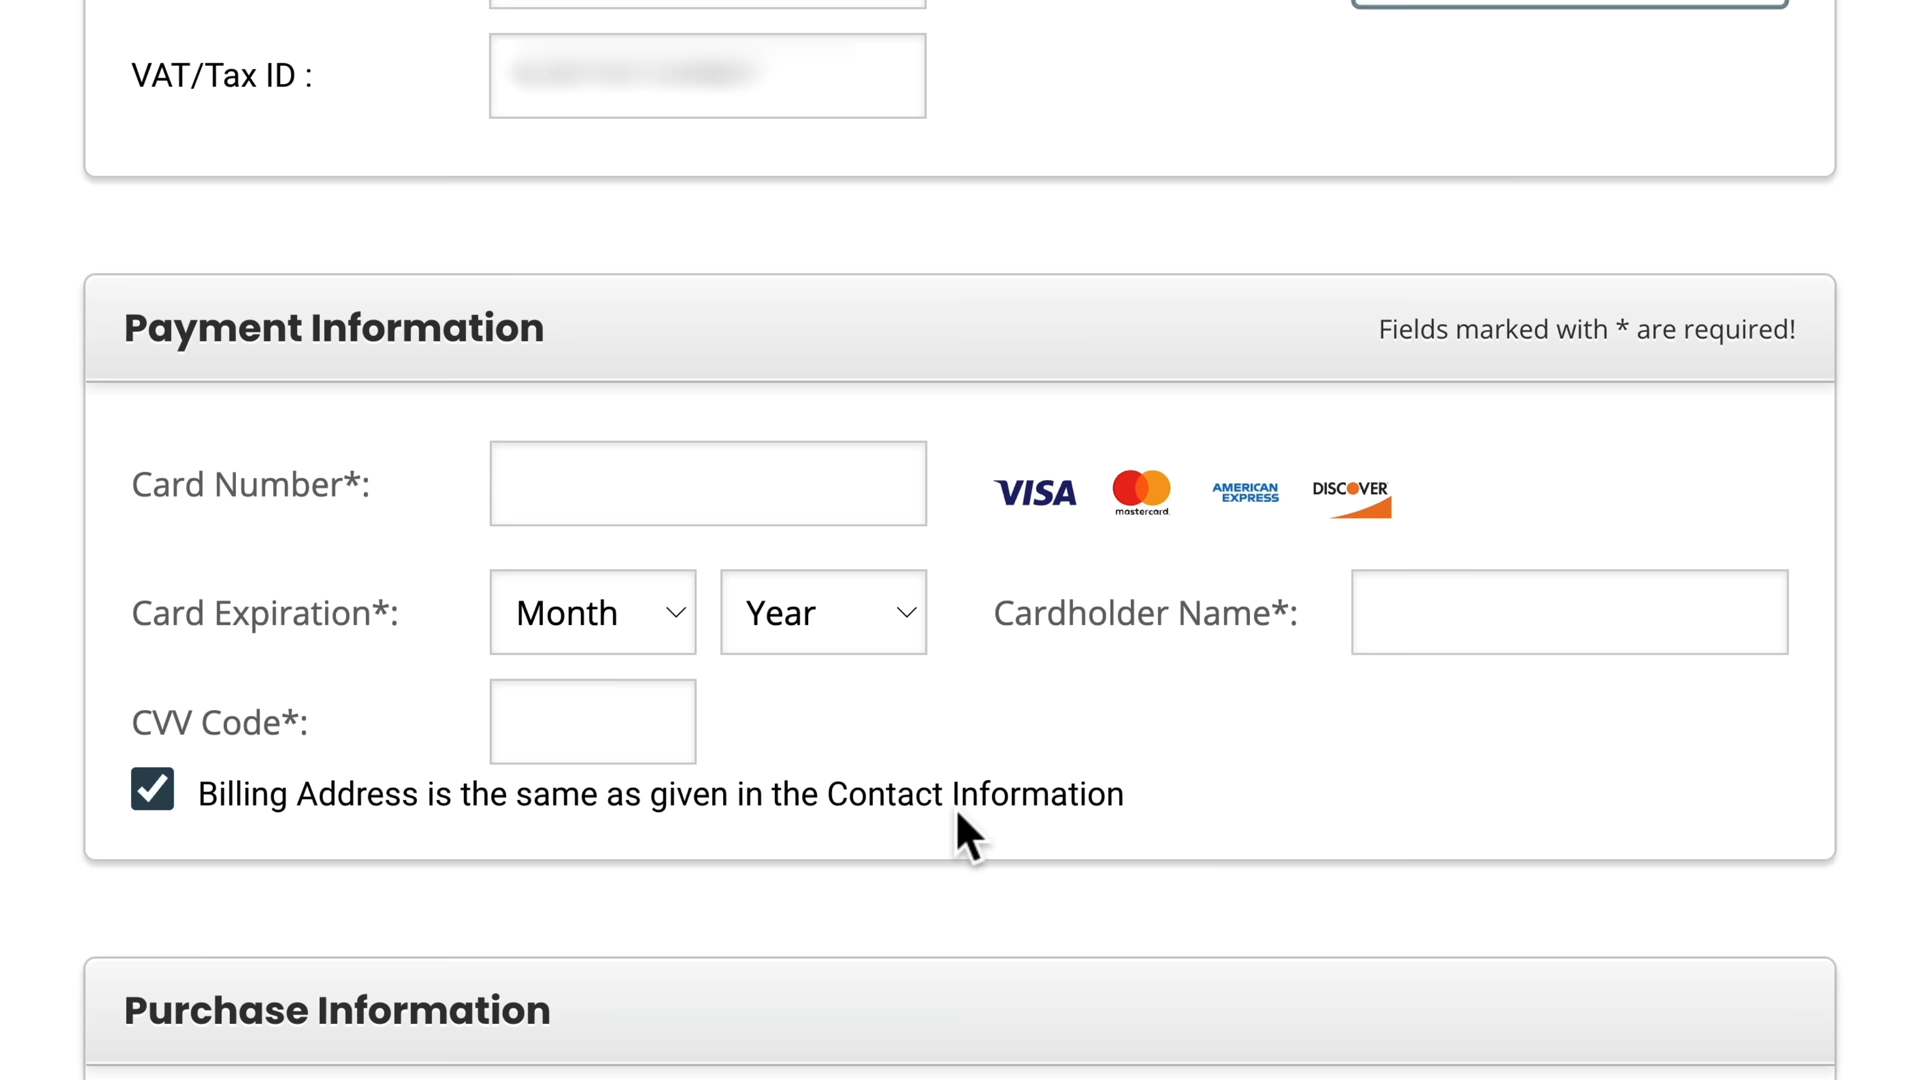 VAT/Tax ID :
Payment Information
Fields marked with * are required!
Card Number*:
VISA
mastercard
AMERICAN EXPRESS
DISCOVER
Card Expiration*:
Month
Year
Cardholder Name*:
CVV Code*:
Billing Address is the same as given in the Contact Information
Purchase Information